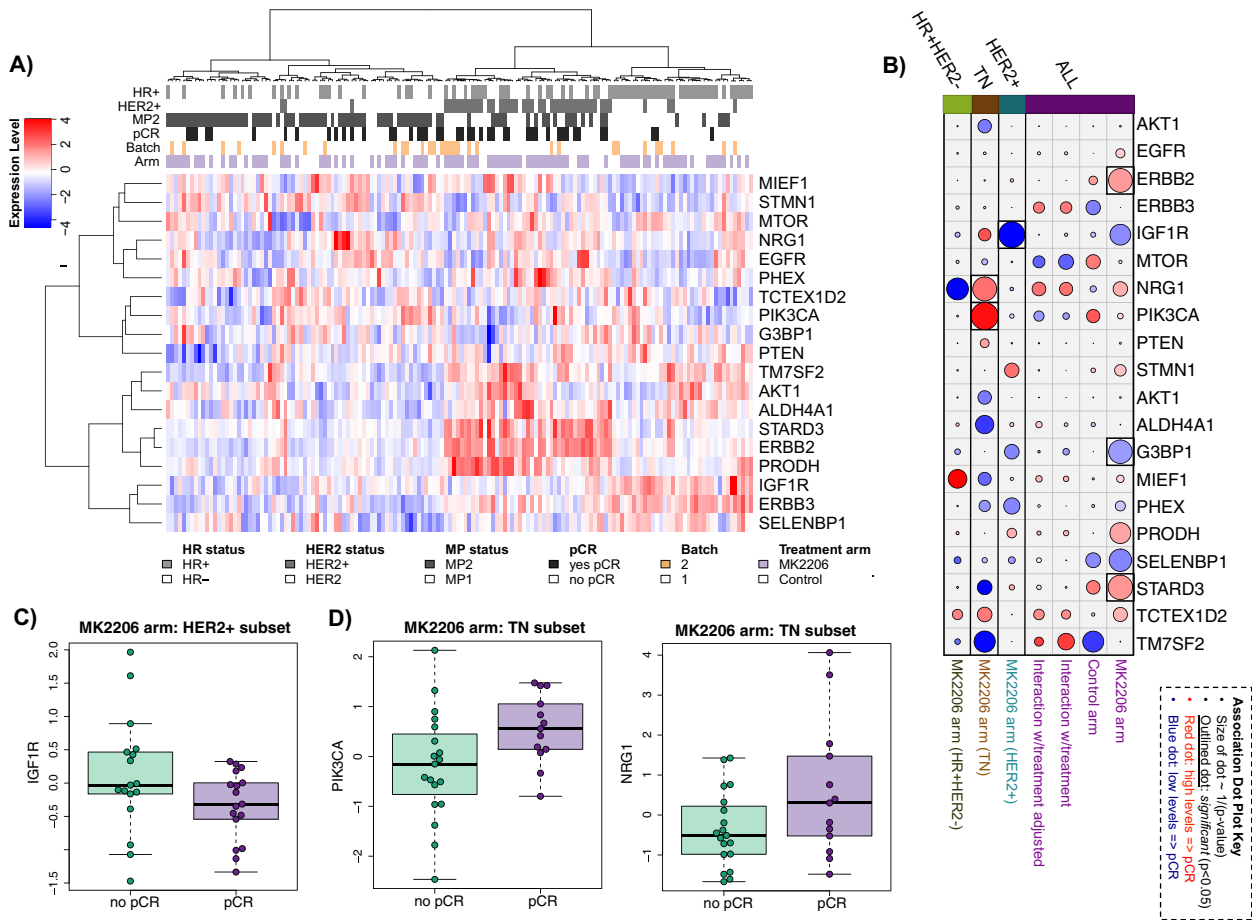 A)
HR+
HER2+
MP2
pCR
Batch
Arm
Expression Level
4
2
0
−2
−4
MIEF1
STMN1
MTOR
NRG1
EGFR
PHEX
TCTEX1D2
PIK3CA
G3BP1
PTEN
TM7SF2
AKT1
ALDH4A1
STARD3
ERBB2
PRODH
IGF1R
ERBB3
SELENBP1
HR status
HR+
HR−
HER2 status
HER2+
HER2
MP status
MP2
MP1
pCR
yes pCR
no pCR
Batch
2
1
Treatment arm
MK2206
Control
B)
HR+HER2-
TN
HER2+
ALL
AKT1
EGFR
ERBB2
ERBB3
IGF1R
MTOR
NRG1
PIK3CA
PTEN
STMN1
AKT1
ALDH4A1
G3BP1
MIEF1
PHEX
PRODH
SELENBP1
STARD3
TCTEX1D2
TM7SF2
MK2206 arm (HR+HER2-)
MK2206 arm (TN)
MK2206 arm (HER2+)
Interaction w/treatment adjusted
Interaction w/treatment
Control arm
MK2206 arm
Association Dot Plot Key
• Size of dot ~ 1/(p-value)
• Outlined dot: significant (p<0.05)
• Red dot: high levels => pCR
• Blue dot: low levels => pCR
C)
MK2206 arm: HER2+ subset
IGF1R
2.0
1.5
1.0
0.5
0.0
−0.5
−1.5
no pCR
pCR
D)
MK2206 arm: TN subset
PIK3CA
2
1
0
−1
−2
no pCR
pCR
MK2206 arm: TN subset
NRG1
4
3
2
1
0
−1
no pCR
pCR